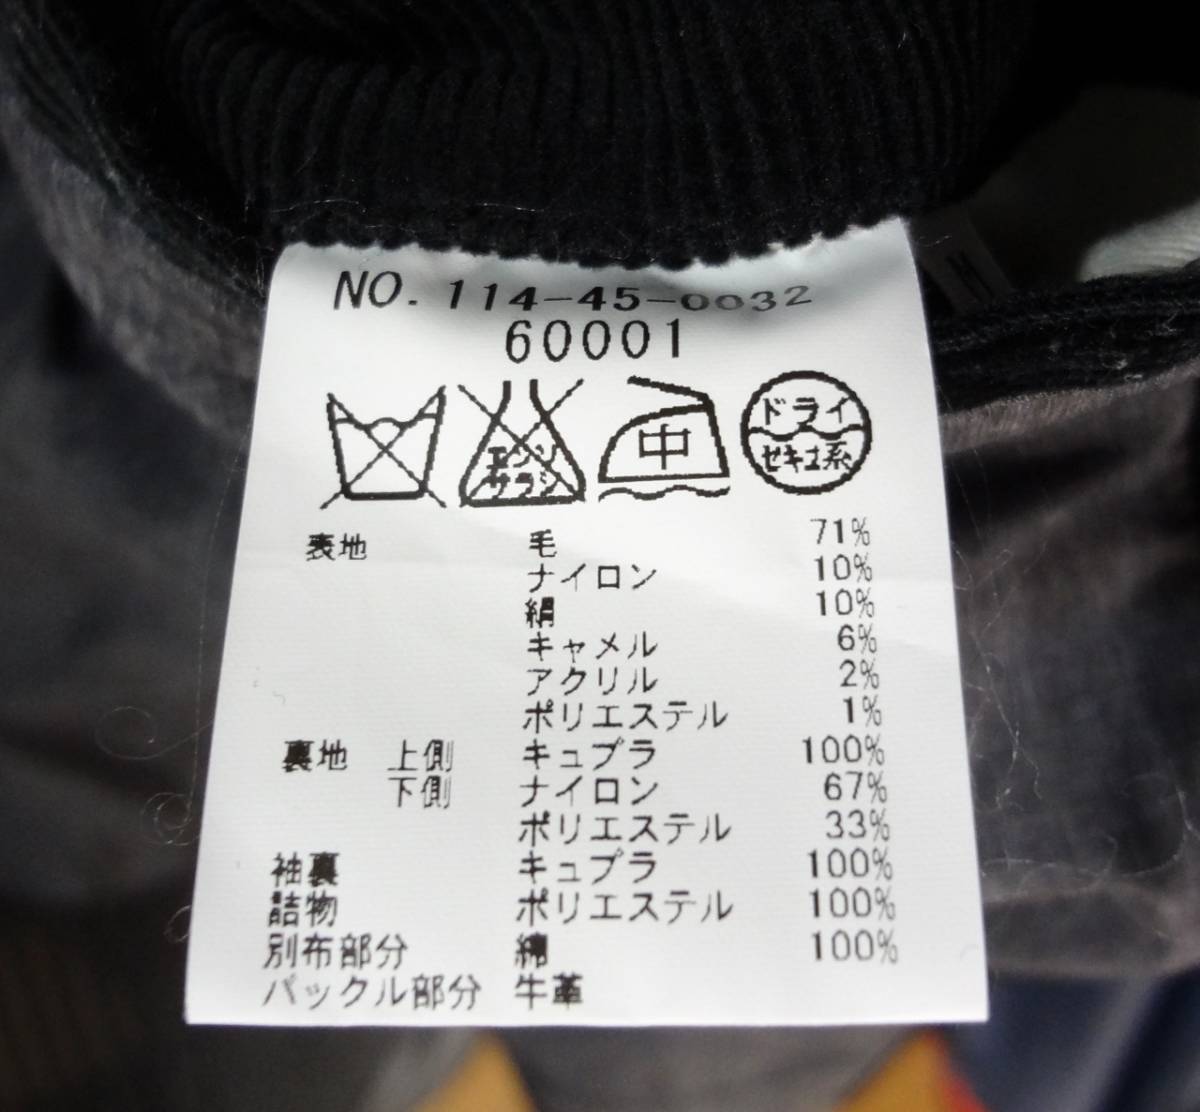 NO. 114-45-0032
60001
エンソ サラシ 中 ドライ セキユ系
表地 毛 71%
ナイロン 10%
絹 10%
キャメル 6%
アクリル 2%
ポリエステル 1%
裏地 上側 キュプラ 100%
下側 ナイロン 67%
ポリエステル 33%
袖裏 キュプラ 100%
詰物 ポリエステル 100%
別布部分 綿 100%
バックル部分 牛革